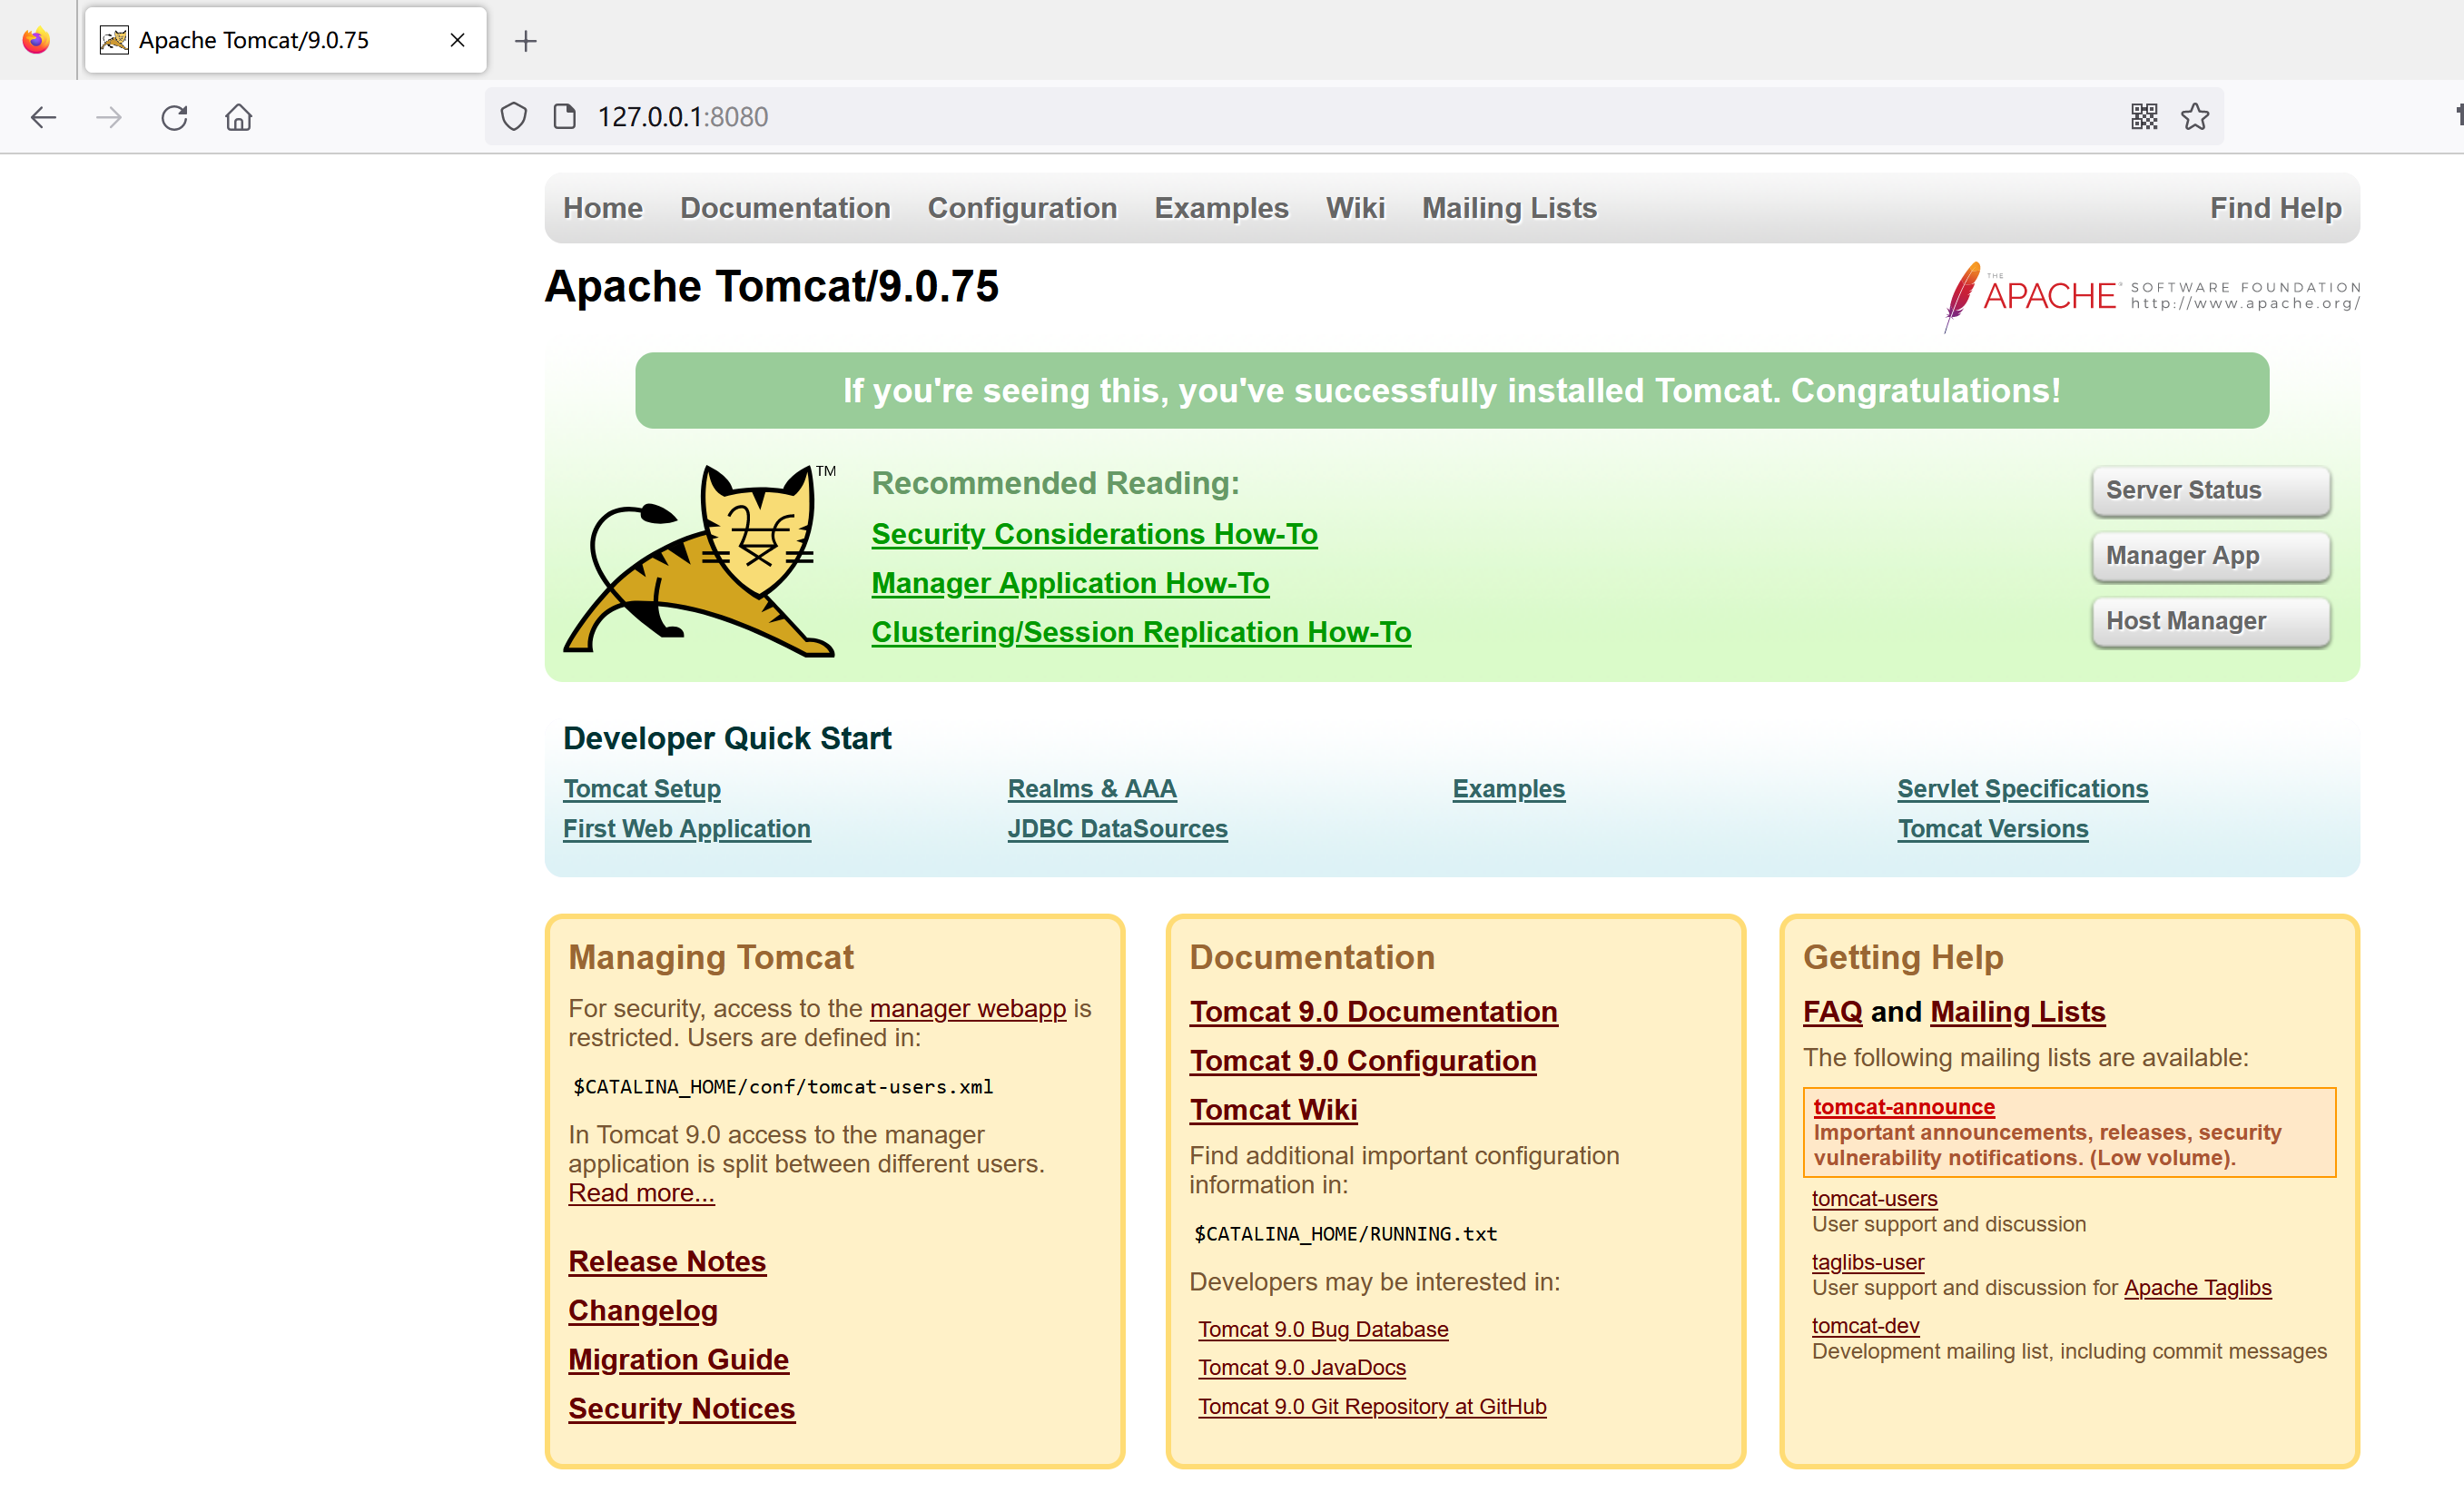 Apache Tomcat/9.0.75
127.0.0.1:8080
Home Documentation Configuration Examples Wiki Mailing Lists Find Help
Apache Tomcat/9.0.75
THE
APACHE
SOFTWARE FOUNDATION
http://www.apache.org/
If you're seeing this, you've successfully installed Tomcat. Congratulations!
TM
Recommended Reading:
Security Considerations How-To
Manager Application How-To
Clustering/Session Replication How-To
Server Status
Manager App
Host Manager
Developer Quick Start
Tomcat Setup
First Web Application
Realms & AAA
JDBC DataSources
Examples
Servlet Specifications
Tomcat Versions
Managing Tomcat
For security, access to the manager webapp is
restricted. Users are defined in:
$CATALINA_HOME/conf/tomcat-users.xml
In Tomcat 9.0 access to the manager
application is split between different users.
Read more...
Release Notes
Changelog
Migration Guide
Security Notices
Documentation
Tomcat 9.0 Documentation
Tomcat 9.0 Configuration
Tomcat Wiki
Find additional important configuration
information in:
$CATALINA_HOME/RUNNING.txt
Developers may be interested in:
Tomcat 9.0 Bug Database
Tomcat 9.0 JavaDocs
Tomcat 9.0 Git Repository at GitHub
Getting Help
FAQ and Mailing Lists
The following mailing lists are available:
tomcat-announce
Important announcements, releases, security
vulnerability notifications. (Low volume).
tomcat-users
User support and discussion
taglibs-user
User support and discussion for Apache Taglibs
tomcat-dev
Development mailing list, including commit messages